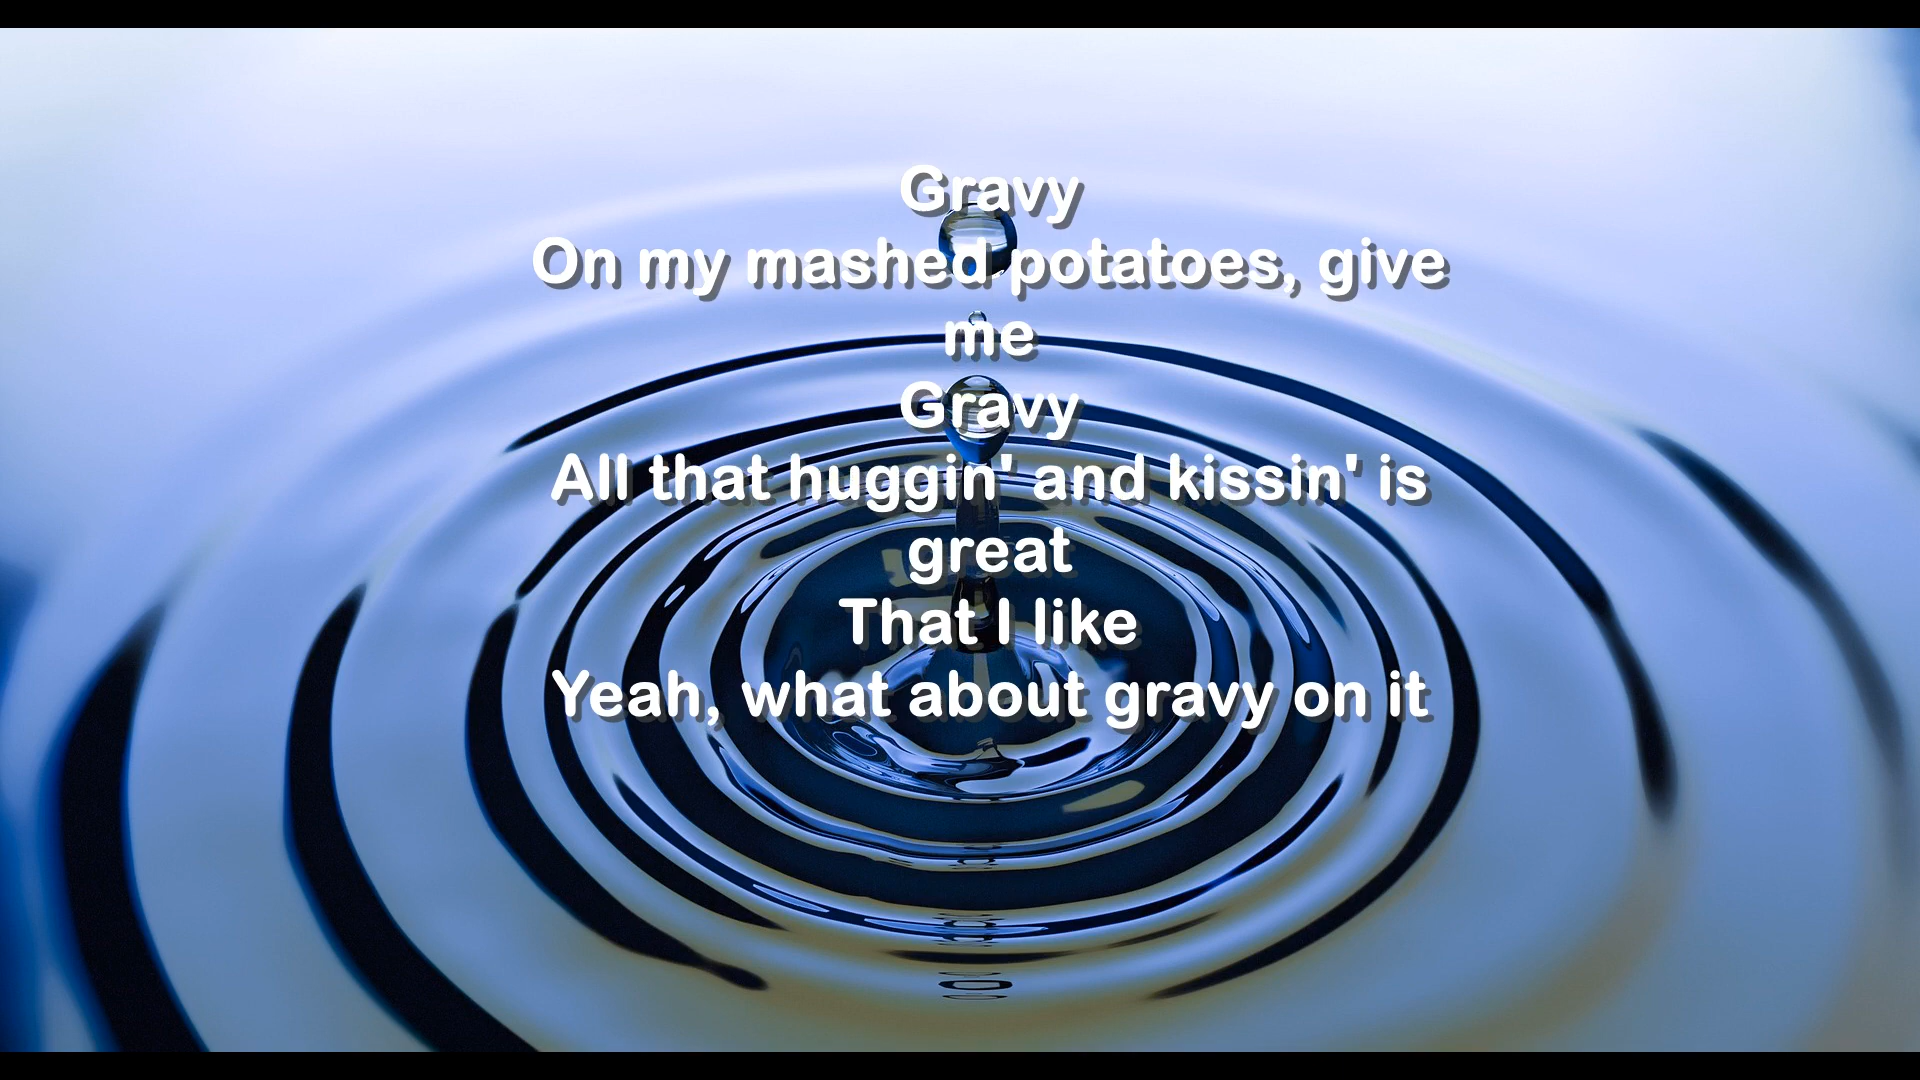 Gravy
On my mashed potatoes, give
me
Gravy
All that huggin' and kissin' is
great
That I like
Yeah, what about gravy on it